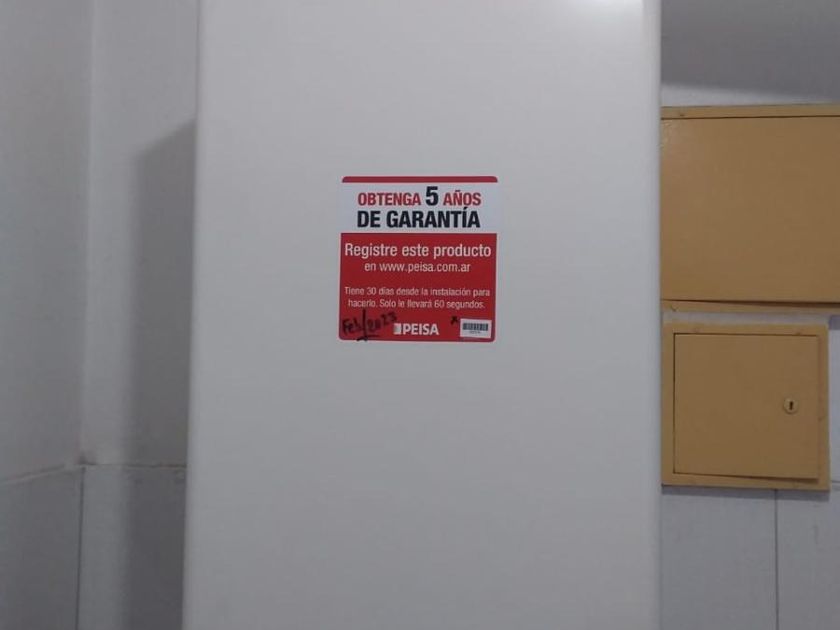 OBTENGA 5 AÑOS
DE GARANTÍA
Registre este producto
en www.peisa.com.ar
Tiene 30 días desde la instalación para
hacerlo. Solo le llevará 60 segundos.
Feb/2023
PEISA